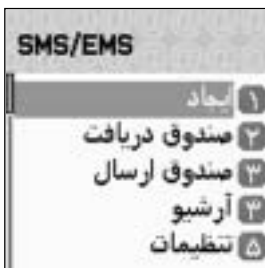 SMS/EMS
۱ ایجاد
۲ صندوق دریافت
۳ صندوق ارسال
۴ آرشیو
۵ تنظیمات